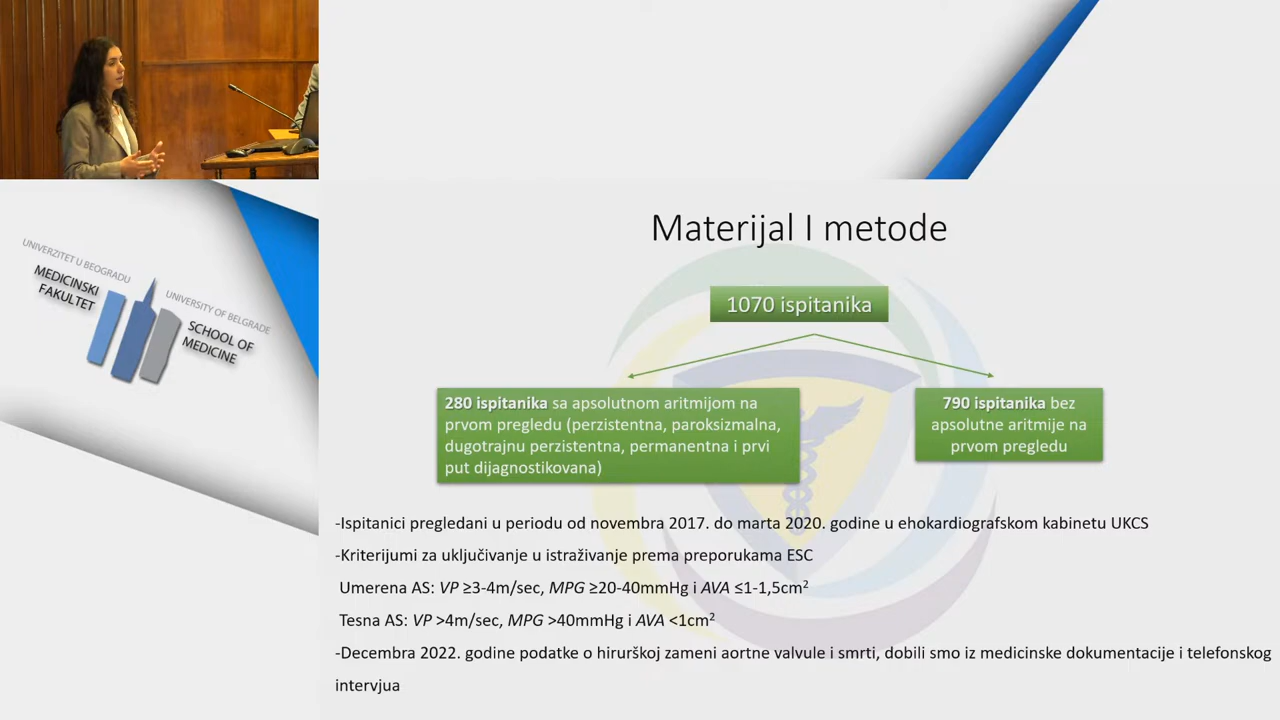 UNIVERZITET U BEOGRADU
MEDICINSKI
FAKULTET
UNIVERSITY OF BELGRADE
SCHOOL OF
MEDICINE
Materijal I metode
1070 ispitanika
280 ispitanika sa apsolutnom aritmijom na
prvom pregledu (perzistentna, paroksizmalna,
dugotrajnu perzistentna, permanentna i prvi
put dijagnostikovana)
790 ispitanika bez
apsolutne aritmije na
prvom pregledu
-Ispitanici pregledani u periodu od novembra 2017. do marta 2020. godine u ehokardiografskom kabinetu UKCS
-Kriterijumi za uključivanje u istraživanje prema preporukama ESC
Umerena AS: VP ≥3-4m/sec, MPG ≥20-40mmHg i AVA ≤1-1,5cm²
Tesna AS: VP >4m/sec, MPG >40mmHg i AVA <1cm²
-Decembra 2022. godine podatke o hirurškoj zameni aortne valvule i smrti, dobili smo iz medicinske dokumentacije i telefonskog
intervjua